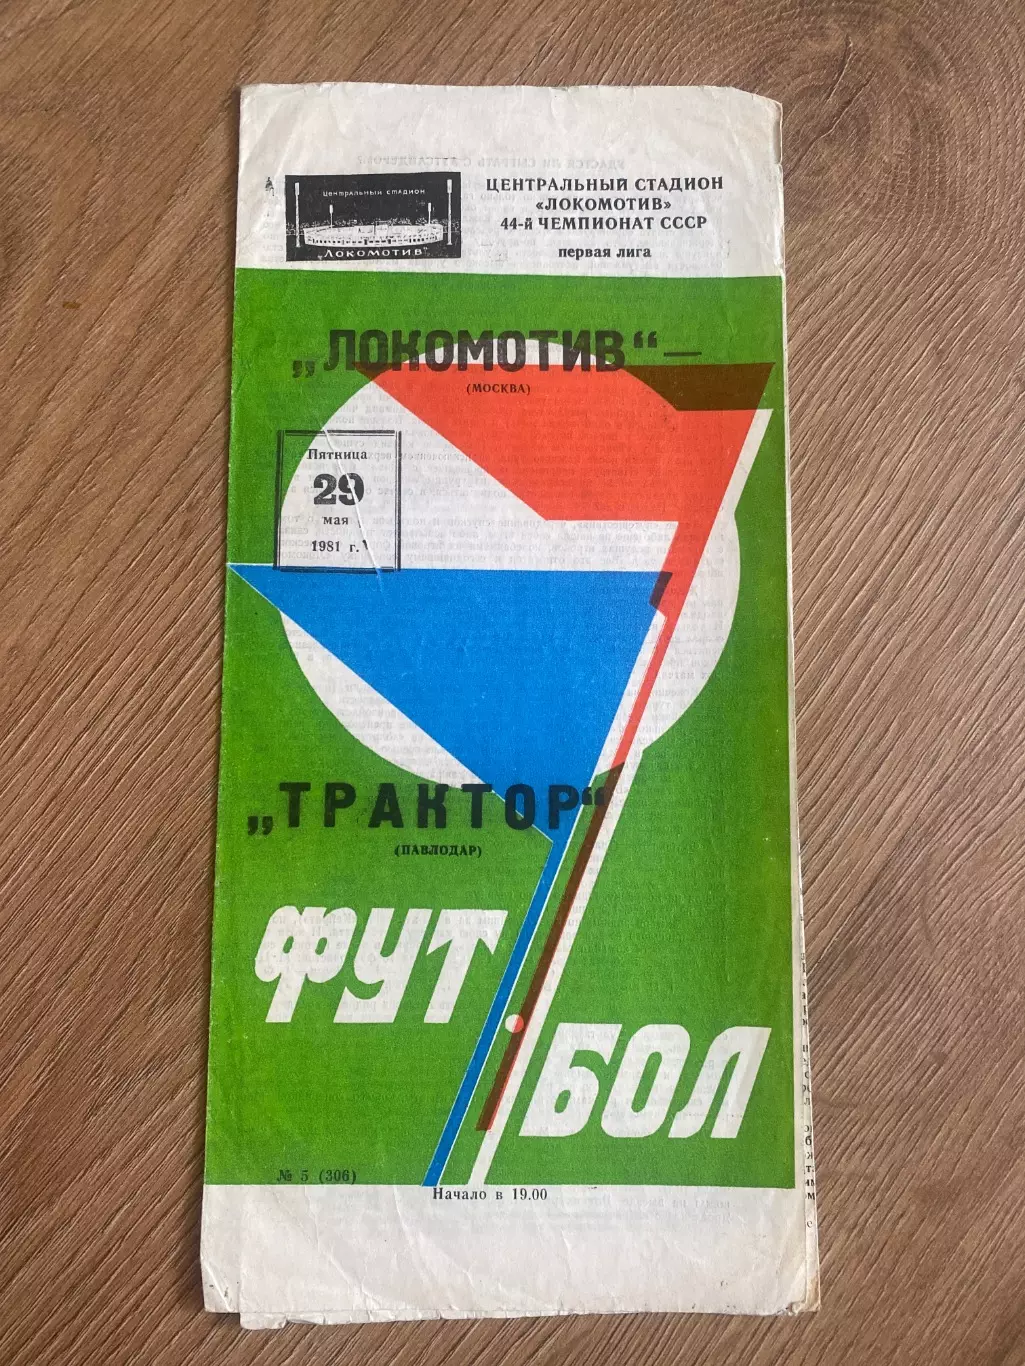 ЦЕНТРАЛЬНЫЙ СТАДИОН
„ЛОКОМОТИВ"
ЦЕНТРАЛЬНЫЙ СТАДИОН
«ЛОКОМОТИВ»
44-й ЧЕМПИОНАТ СССР
первая лига
„ЛОКОМОТИВ“—
(МОСКВА)
Пятница
29
мая
1981 г.
„ТРАКТОР“
(ПАВЛОДАР)
ФУТ
БОЛ
№ 5 (306)
Начало в 19.00